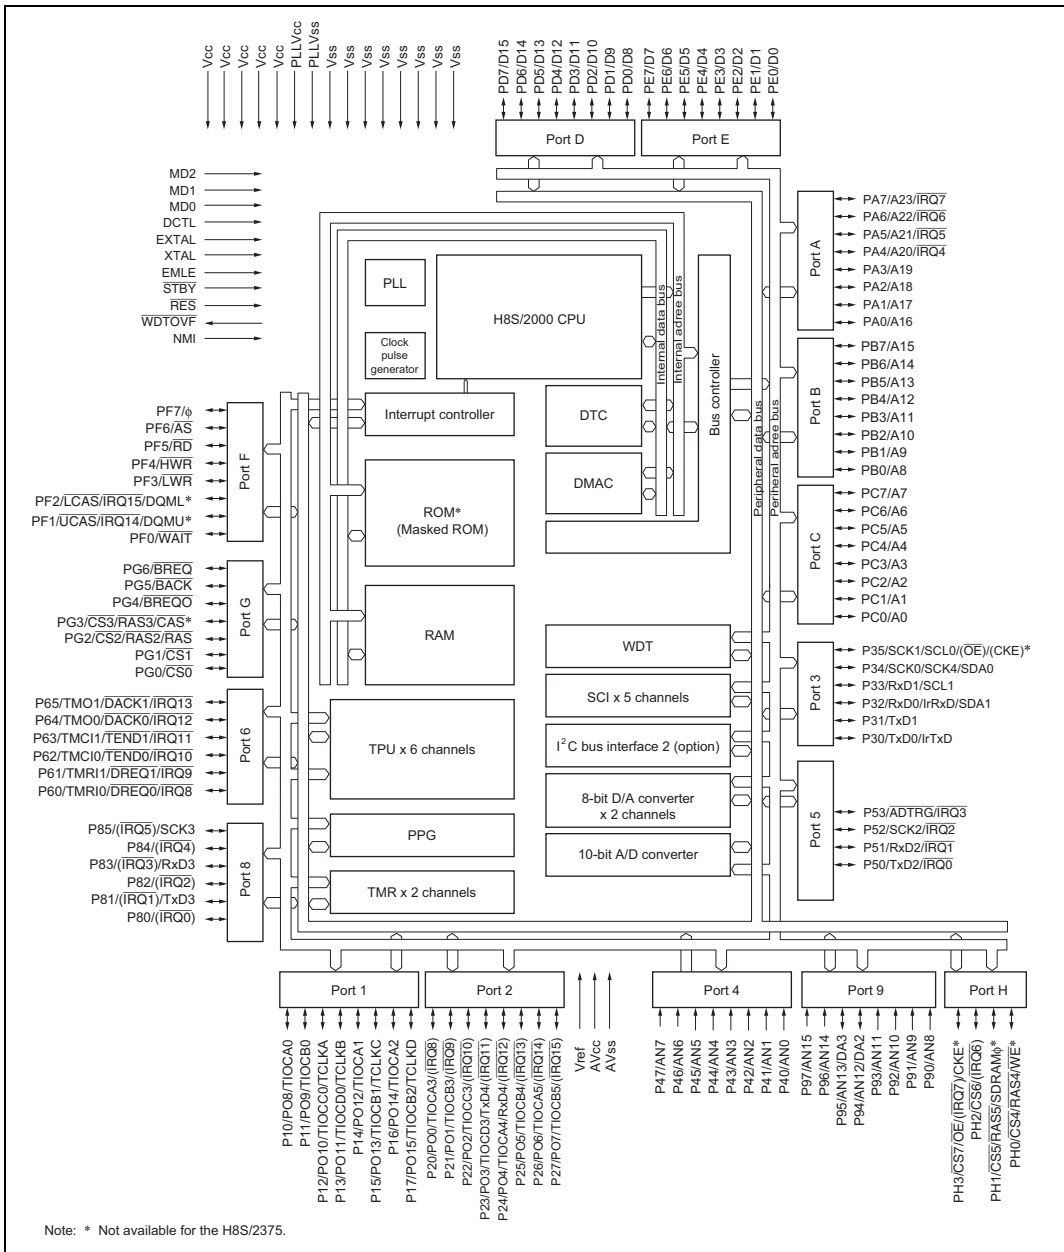 Vcc
Vcc
Vcc
Vcc
Vcc
PLLVcc
PLLVss
Vss
Vss
Vss
Vss
Vss
Vss
Vss
Vss
PD7/D15
PD6/D14
PD5/D13
PD4/D12
PD3/D11
PD2/D10
PD1/D9
PD0/D8
PE7/D7
PE6/D6
PE5/D5
PE4/D4
PE3/D3
PE2/D2
PE1/D1
PE0/D0
Port D
Port E
MD2
MD1
MD0
DCTL
EXTAL
XTAL
EMLE
STBY
RES
WDTOVF
NMI
PLL
Clock
pulse
generator
H8S/2000 CPU
Interrupt controller
DTC
DMAC
ROM*
(Masked ROM)
RAM
Internal data bus
Internal adree bus
Bus controller
Peripheral data bus
Periheral adree bus
Port A
PA7/A23/IRQ7
PA6/A22/IRQ6
PA5/A21/IRQ5
PA4/A20/IRQ4
PA3/A19
PA2/A18
PA1/A17
PA0/A16
Port B
PB7/A15
PB6/A14
PB5/A13
PB4/A12
PB3/A11
PB2/A10
PB1/A9
PB0/A8
Port C
PC7/A7
PC6/A6
PC5/A5
PC4/A4
PC3/A3
PC2/A2
PC1/A1
PC0/A0
PF7/ϕ
PF6/AS
PF5/RD
PF4/HWR
PF3/LWR
PF2/LCAS/IRQ15/DQML*
PF1/UCAS/IRQ14/DQMU*
PF0/WAIT
Port F
PG6/BREQ
PG5/BACK
PG4/BREQO
PG3/CS3/RAS3/CAS*
PG2/CS2/RAS2/RAS
PG1/CS1
PG0/CS0
Port G
P65/TMO1/DACK1/IRQ13
P64/TMO0/DACK0/IRQ12
P63/TMCI1/TEND1/IRQ11
P62/TMCI0/TEND0/IRQ10
P61/TMRI1/DREQ1/IRQ9
P60/TMRI0/DREQ0/IRQ8
Port 6
P85/(IRQ5)/SCK3
P84/(IRQ4)
P83/(IRQ3)/RxD3
P82/(IRQ2)
P81/(IRQ1)/TxD3
P80/(IRQ0)
Port 8
TPU x 6 channels
PPG
TMR x 2 channels
WDT
SCI x 5 channels
I2C bus interface 2 (option)
8-bit D/A converter
x 2 channels
10-bit A/D converter
Port 3
P35/SCK1/SCL0/(OE)/(CKE)*
P34/SCK0/SCK4/SDA0
P33/RxD1/SCL1
P32/RxD0/IrRxD/SDA1
P31/TxD1
P30/TxD0/IrTxD
Port 5
P53/ADTRG/IRQ3
P52/SCK2/IRQ2
P51/RxD2/IRQ1
P50/TxD2/IRQ0
Port 1
Port 2
Port 4
Port 9
Port H
P10/PO8/TIOCA0
P11/PO9/TIOCB0
P12/PO10/TIOCC0/TCLKA
P13/PO11/TIOCD0/TCLKB
P14/PO12/TIOCA1
P15/PO13/TIOCB1/TCLKC
P16/PO14/TIOCA2
P17/PO15/TIOCB2/TCLKD
P20/PO0/TIOCA3/(IRQ8)
P21/PO1/TIOCB3/(IRQ9)
P22/PO2/TIOCC3/(IRQ10)
P23/PO3/TIOCD3/TxD4/(IRQ11)
P24/PO4/TIOCA4/RxD4/(IRQ12)
P25/PO5/TIOCB4/(IRQ13)
P26/PO6/TIOCA5/(IRQ14)
P27/PO7/TIOCB5/(IRQ15)
Vref
AVcc
AVss
P47/AN7
P46/AN6
P45/AN5
P44/AN4
P43/AN3
P42/AN2
P41/AN1
P40/AN0
P97/AN15
P96/AN14
P95/AN13/DA3
P94/AN12/DA2
P93/AN11
P92/AN10
P91/AN9
P90/AN8
PH3/CS7/OE/(IRQ7)/CKE*
PH2/CS6/(IRQ6)
PH1/CS5/RAS5/SDRAMϕ*
PH0/CS4/RAS4/WE*
Note: * Not available for the H8S/2375.